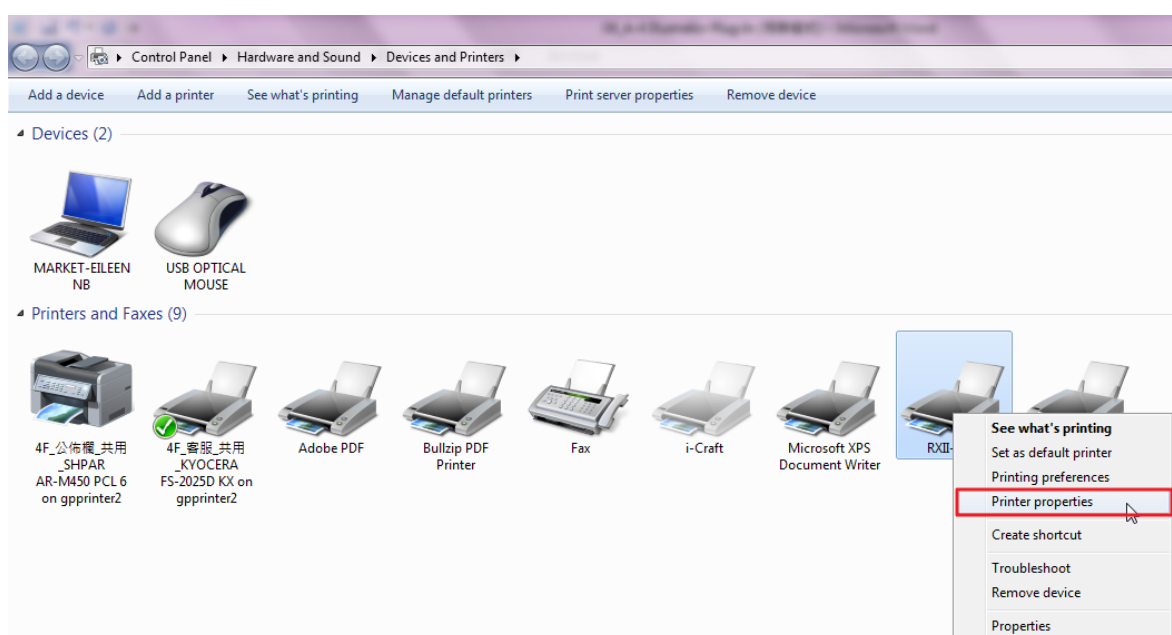 Control Panel ▸ Hardware and Sound ▸ Devices and Printers ▸
Add a device Add a printer See what's printing Manage default printers Print server properties Remove device
Devices (2)
MARKET-EILEEN
NB
USB OPTICAL
MOUSE
Printers and Faxes (9)
4F_公佈欄_共用
_SHPAR
AR-M450 PCL 6
on gpprinter2
4F_客服_共用
_KYOCERA
FS-2025D KX on
gpprinter2
Adobe PDF
Bullzip PDF
Printer
Fax
i-Craft
Microsoft XPS
Document Writer
RXII-
See what's printing
Set as default printer
Printing preferences
Printer properties
Create shortcut
Troubleshoot
Remove device
Properties